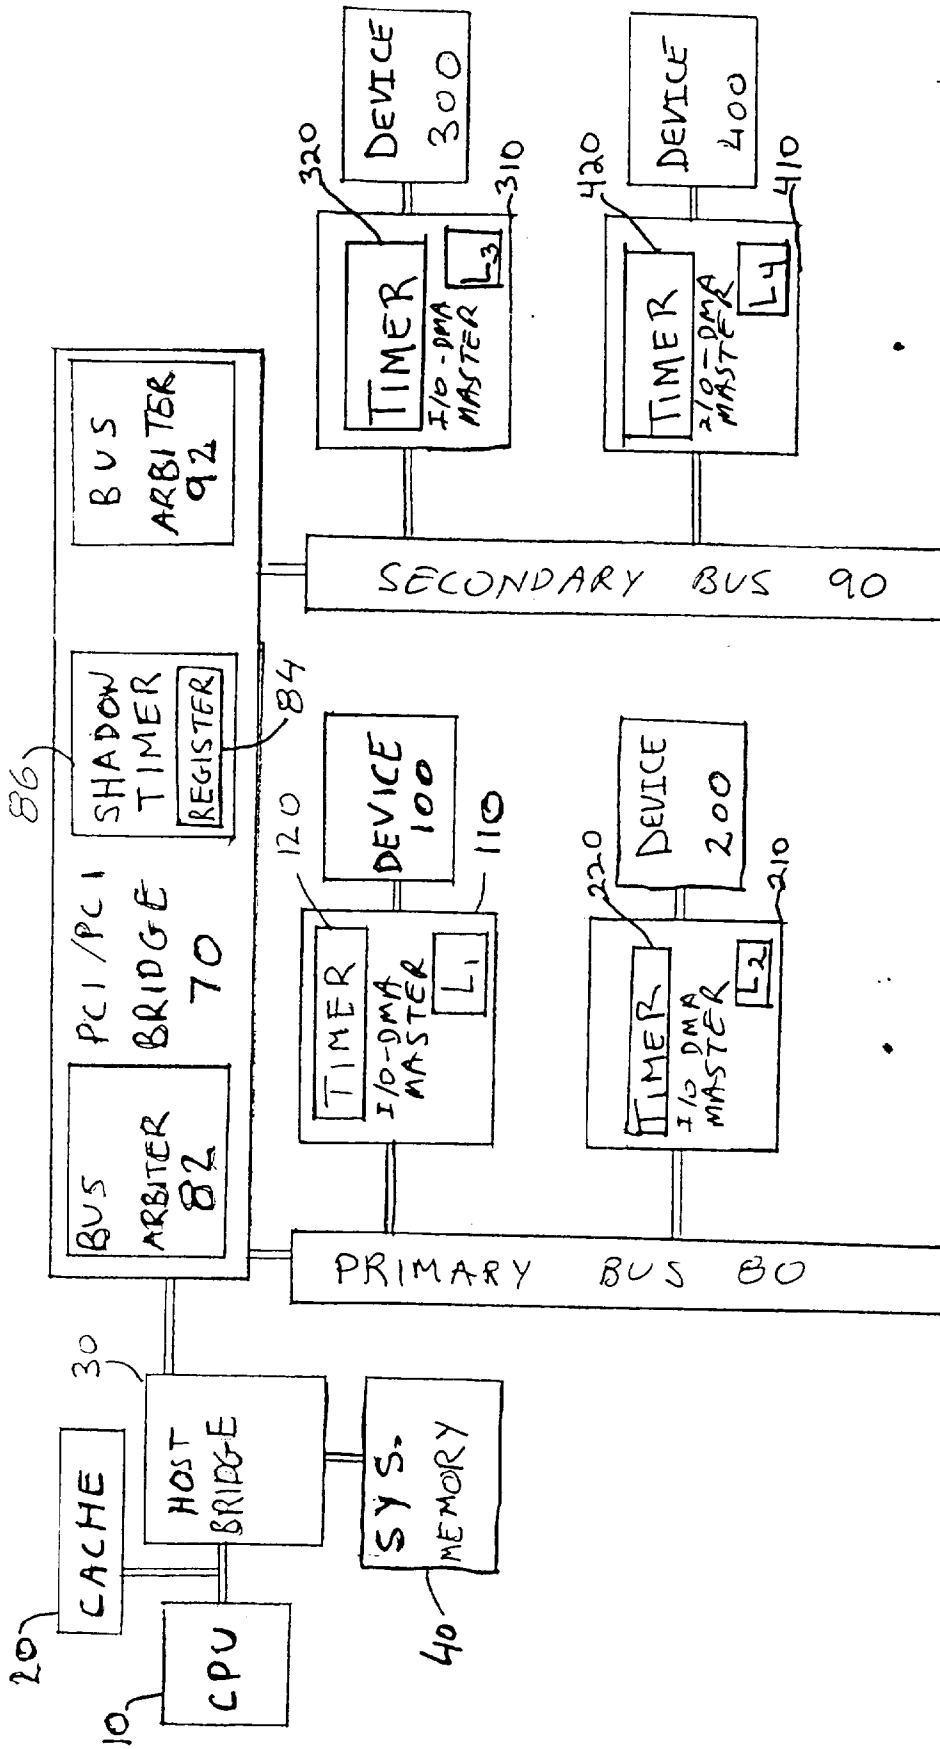 20
CACHE
10
CPU
30
HOST
BRIDGE
SYS.
MEMORY
40
BUS
ARBITER
82
PCI/PCI
BRIDGE
70
86
SHADOW
TIMER
REGISTER
84
BUS
ARBITER
92
PRIMARY BUS 80
120
TIMER
I/O-DMA
MASTER
L1
110
DEVICE
100
220
TIMER
I/O DMA
MASTER
L2
210
DEVICE
200
SECONDARY BUS 90
320
TIMER
I/O-DMA
MASTER
L3
310
DEVICE
300
420
TIMER
I/O-DMA
MASTER
L4
410
DEVICE
400